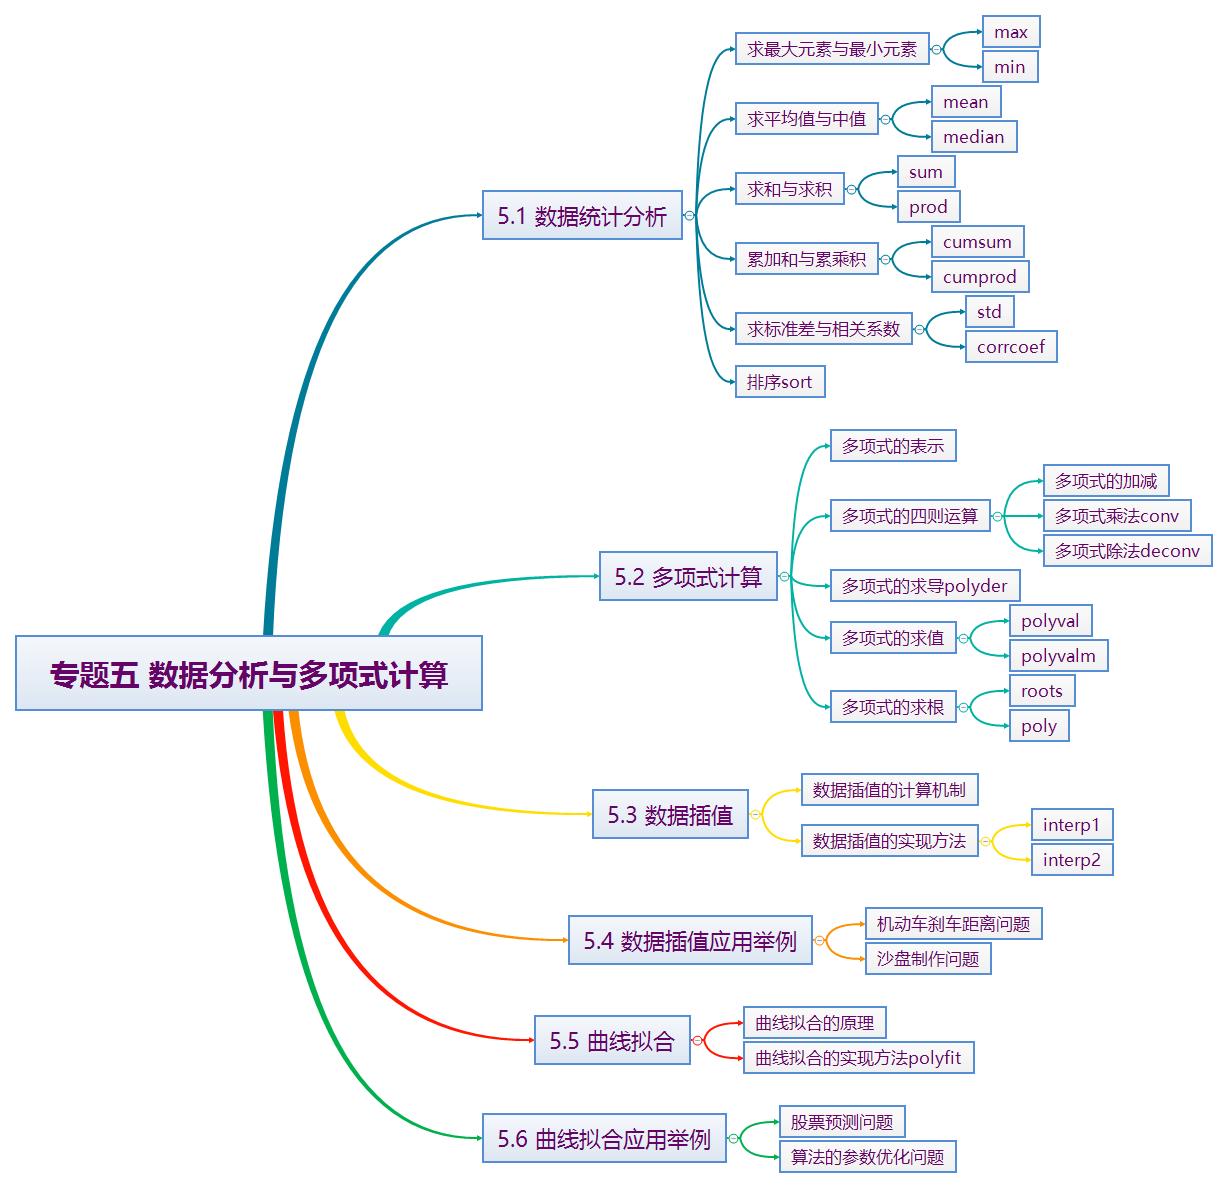 专题五 数据分析与多项式计算
5.1 数据统计分析
求最大元素与最小元素
max
min
求平均值与中值
mean
median
求和与求积
sum
prod
累加和与累乘积
cumsum
cumprod
求标准差与相关系数
std
corrcoef
排序sort
5.2 多项式计算
多项式的表示
多项式的四则运算
多项式的加减
多项式乘法conv
多项式除法deconv
多项式的求导polyder
多项式的求值
polyval
polyvalm
多项式的求根
roots
poly
5.3 数据插值
数据插值的计算机制
数据插值的实现方法
interp1
interp2
5.4 数据插值应用举例
机动车刹车距离问题
沙盘制作问题
5.5 曲线拟合
曲线拟合的原理
曲线拟合的实现方法polyfit
5.6 曲线拟合应用举例
股票预测问题
算法的参数优化问题